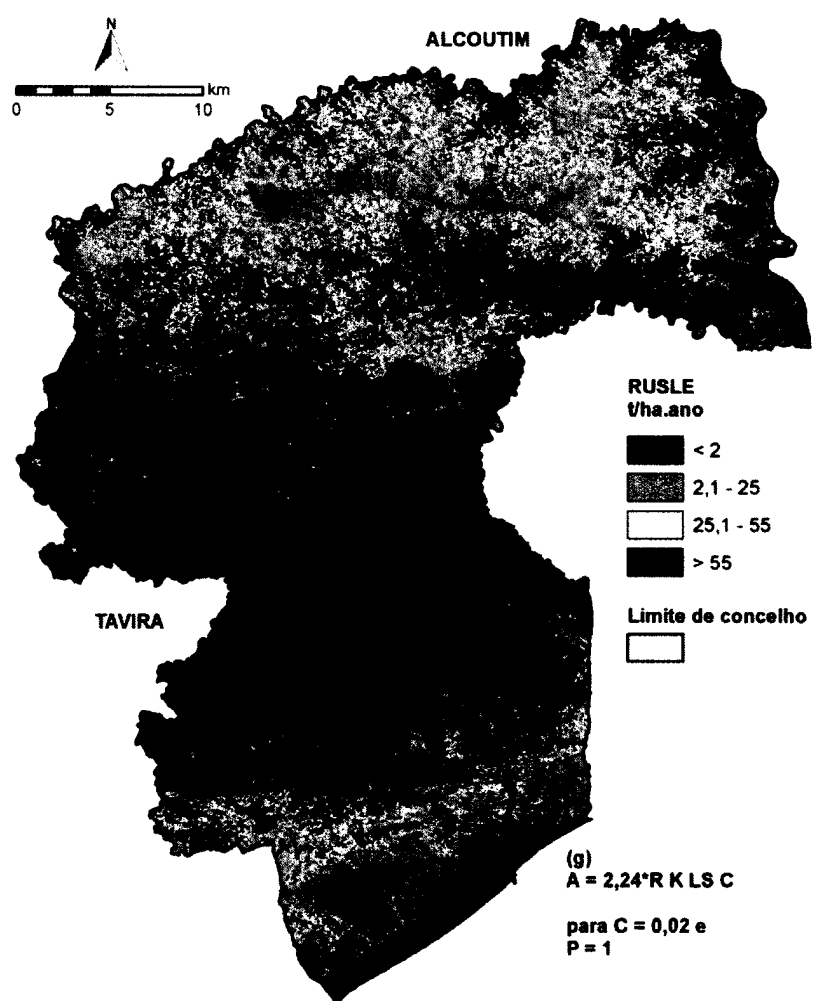 N
ALCOUTIM
km
0 5 10
RUSLE
t/ha.ano
< 2
2,1 - 25
25,1 - 55
> 55
TAVIRA
Limite de concelho
(g)
A = 2,24*R K LS C
para C = 0,02 e
P = 1